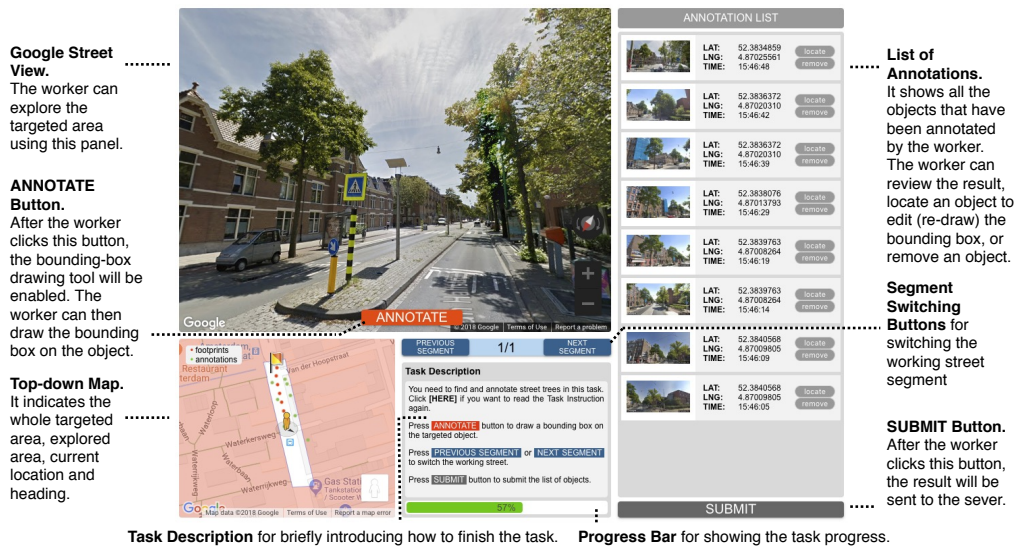 Google Street
View.
The worker can
explore the
targeted area
using this panel.
ANNOTATE
Button.
After the worker
clicks this button,
the bounding-box
drawing tool will be
enabled. The
worker can then
draw the bounding
box on the object.
Top-down Map.
It indicates the
whole targeted
area, explored
area, current
location and
heading.
Google
ANNOTATE
© 2018 Google Terms of Use Report a problem
• footprints
• annotations
Restaurant
terdam
Van der Hoopstraat
Waterloop
Waterkersweg
Waterbaan
Waterrijkweg
Waterrijkweg
Gas Stati
Tankstation
/ Scooter W
Google
Map data ©2018 Google Terms of Use Report a map error
PREVIOUS
SEGMENT
1/1
NEXT
SEGMENT
Task Description
You need to find and annotate street trees in this task.
Click [HERE] if you want to read the Task Instruction
again.
Press ANNOTATE button to draw a bounding box on
the targeted object.
Press PREVIOUS SEGMENT or NEXT SEGMENT
to switch the working street.
Press SUBMIT button to submit the list of objects.
57%
ANNOTATION LIST
LAT: 52.3834859 locate
LNG: 4.87025561
TIME: 15:46:48 remove
LAT: 52.3836372 locate
LNG: 4.87020310
TIME: 15:46:42 remove
LAT: 52.3836372 locate
LNG: 4.87020310
TIME: 15:46:39 remove
LAT: 52.3838076 locate
LNG: 4.87013793
TIME: 15:46:29 remove
LAT: 52.3839763 locate
LNG: 4.87008264
TIME: 15:46:19 remove
LAT: 52.3839763 locate
LNG: 4.87008264
TIME: 15:46:14 remove
LAT: 52.3840568 locate
LNG: 4.87009805
TIME: 15:46:09 remove
LAT: 52.3840568 locate
LNG: 4.87009805
TIME: 15:46:05 remove
SUBMIT
List of
Annotations.
It shows all the
objects that have
been annotated
by the worker.
The worker can
review the result,
locate an object to
edit (re-draw) the
bounding box, or
remove an object.
Segment
Switching
Buttons for
switching the
working street
segment
SUBMIT Button.
After the worker
clicks this button,
the result will be
sent to the sever.
Task Description for briefly introducing how to finish the task.
Progress Bar for showing the task progress.